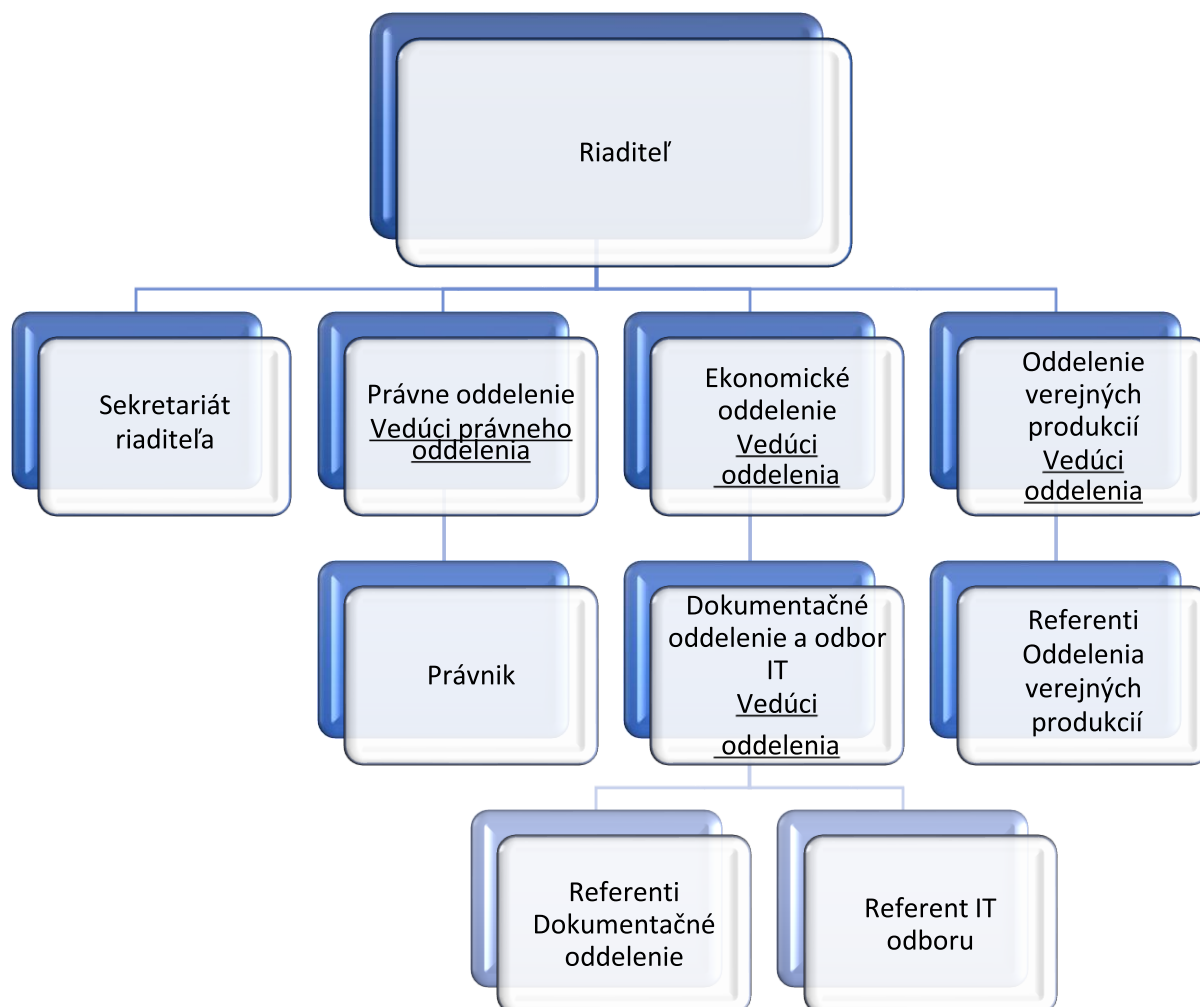 Riaditeľ
Sekretariát
riaditeľa
Právne oddelenie
Vedúci právneho
oddelenia
Ekonomické
oddelenie
Vedúci
oddelenia
Oddelenie
verejných
produkcií
Vedúci
oddelenia
Právnik
Dokumentačné
oddelenie a odbor
IT
Vedúci
oddelenia
Referenti
Oddelenia
verejných
produkcií
Referenti
Dokumentačné
oddelenie
Referent IT
odboru